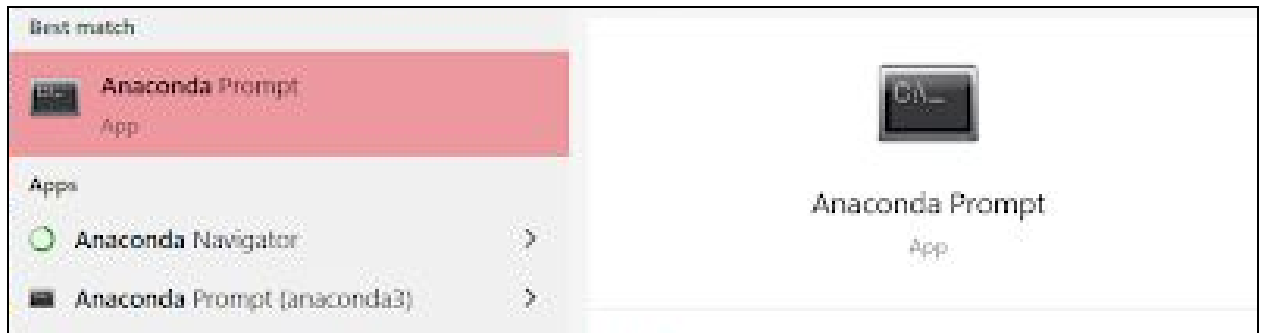 Best match
Anaconda Prompt
App
Apps
Anaconda Navigator
Anaconda Prompt (anaconda3)
C:\_
Anaconda Prompt
App